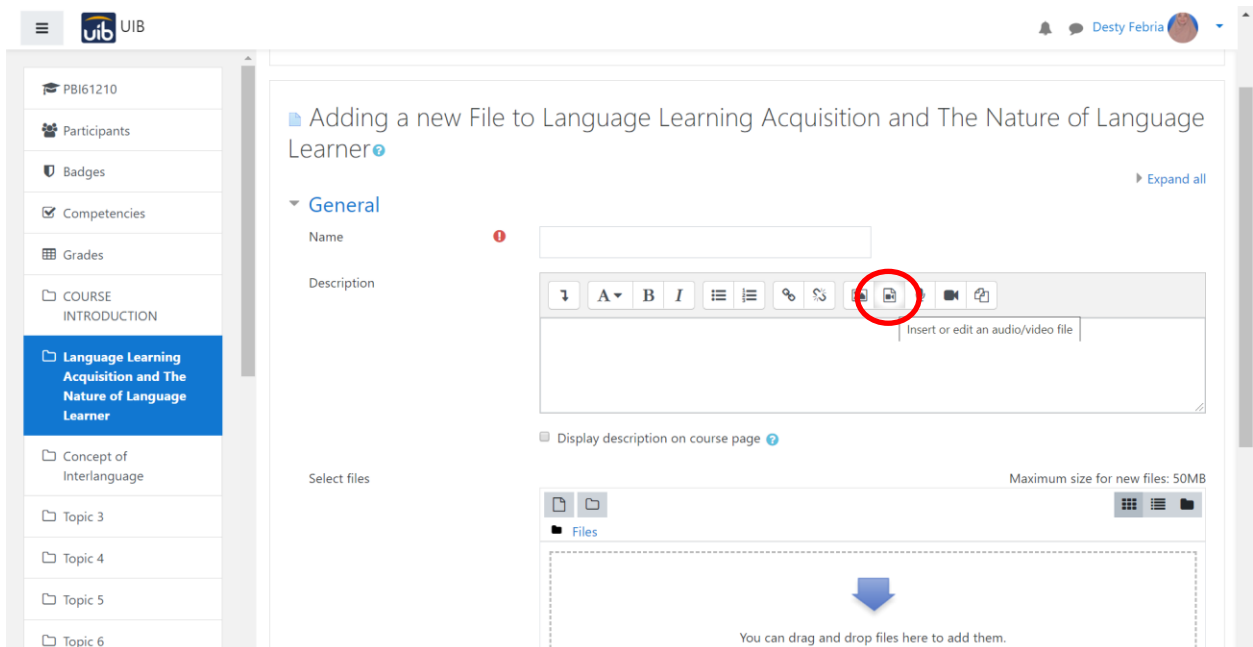 uib UIB
Desty Febria
PBI61210
Participants
Badges
Competencies
Grades
COURSE
INTRODUCTION
Language Learning
Acquisition and The
Nature of Language
Learner
Concept of
Interlanguage
Topic 3
Topic 4
Topic 5
Topic 6
Adding a new File to Language Learning Acquisition and The Nature of Language
Learner
Expand all
General
Name
Description
A B I
Insert or edit an audio/video file
Display description on course page
Select files
Maximum size for new files: 50MB
Files
You can drag and drop files here to add them.